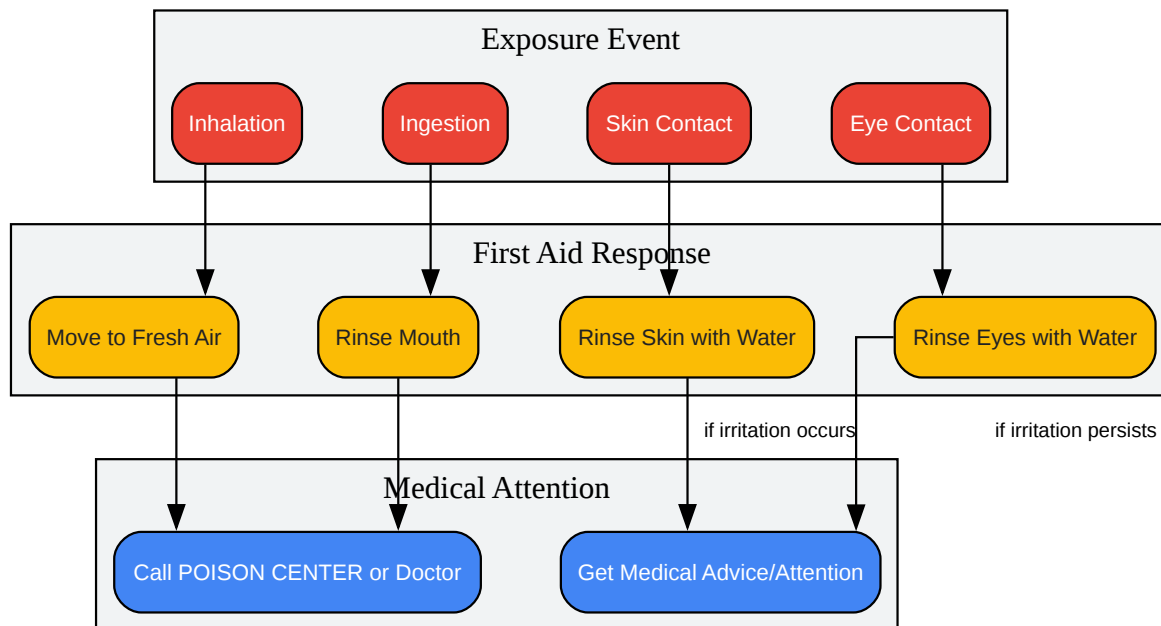 Exposure Event
Inhalation
Ingestion
Skin Contact
Eye Contact
First Aid Response
Move to Fresh Air
Rinse Mouth
Rinse Skin with Water
Rinse Eyes with Water
if irritation occurs
if irritation persists
Medical Attention
Call POISON CENTER or Doctor
Get Medical Advice/Attention